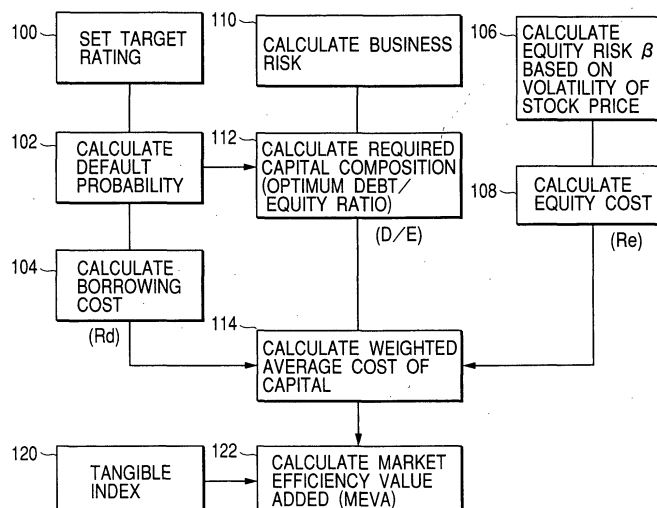 100
SET TARGET
RATING
110
CALCULATE BUSINESS
RISK
106
CALCULATE
EQUITY RISK β
BASED ON
VOLATILITY OF
STOCK PRICE
102
CALCULATE
DEFAULT
PROBABILITY
112
CALCULATE REQUIRED
CAPITAL COMPOSITION
(OPTIMUM DEBT/
EQUITY RATIO)
(D/E)
108
CALCULATE
EQUITY COST
(Re)
104
CALCULATE
BORROWING
COST
(Rd)
114
CALCULATE WEIGHTED
AVERAGE COST OF
CAPITAL
120
TANGIBLE
INDEX
122
CALCULATE MARKET
EFFICIENCY VALUE
ADDED (MEVA)